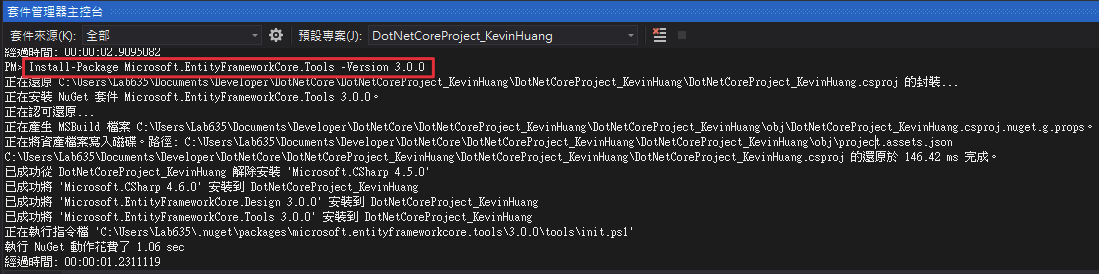 套件管理器主控台
套件來源(K): 全部 預設專案(J): DotNetCoreProject_KevinHuang
經過時間: 00:00:02.9095082
PM> Install-Package Microsoft.EntityFrameworkCore.Tools -Version 3.0.0
正在還原 C:\Users\Lab635\Documents\Developer\DotNetCore\DotNetCoreProject_KevinHuang\DotNetCoreProject_KevinHuang\DotNetCoreProject_KevinHuang.csproj 的封裝...
正在安裝 NuGet 套件 Microsoft.EntityFrameworkCore.Tools 3.0.0。
正在認可還原...
正在產生 MSBuild 檔案 C:\Users\Lab635\Documents\Developer\DotNetCore\DotNetCoreProject_KevinHuang\DotNetCoreProject_KevinHuang\obj\DotNetCoreProject_KevinHuang.csproj.nuget.g.props。
正在將資產檔案寫入磁碟。路徑: C:\Users\Lab635\Documents\Developer\DotNetCore\DotNetCoreProject_KevinHuang\DotNetCoreProject_KevinHuang\obj\project.assets.json
C:\Users\Lab635\Documents\Developer\DotNetCore\DotNetCoreProject_KevinHuang\DotNetCoreProject_KevinHuang\DotNetCoreProject_KevinHuang.csproj 的還原於 146.42 ms 完成。
已成功從 DotNetCoreProject_KevinHuang 解除安裝 'Microsoft.CSharp 4.5.0'
已成功將 'Microsoft.CSharp 4.6.0' 安裝到 DotNetCoreProject_KevinHuang
已成功將 'Microsoft.EntityFrameworkCore.Design 3.0.0' 安裝到 DotNetCoreProject_KevinHuang
已成功將 'Microsoft.EntityFrameworkCore.Tools 3.0.0' 安裝到 DotNetCoreProject_KevinHuang
正在執行指令檔 'C:\Users\Lab635\.nuget\packages\microsoft.entityframeworkcore.tools\3.0.0\tools\init.ps1'
執行 NuGet 動作花費了 1.06 sec
經過時間: 00:00:01.2311119